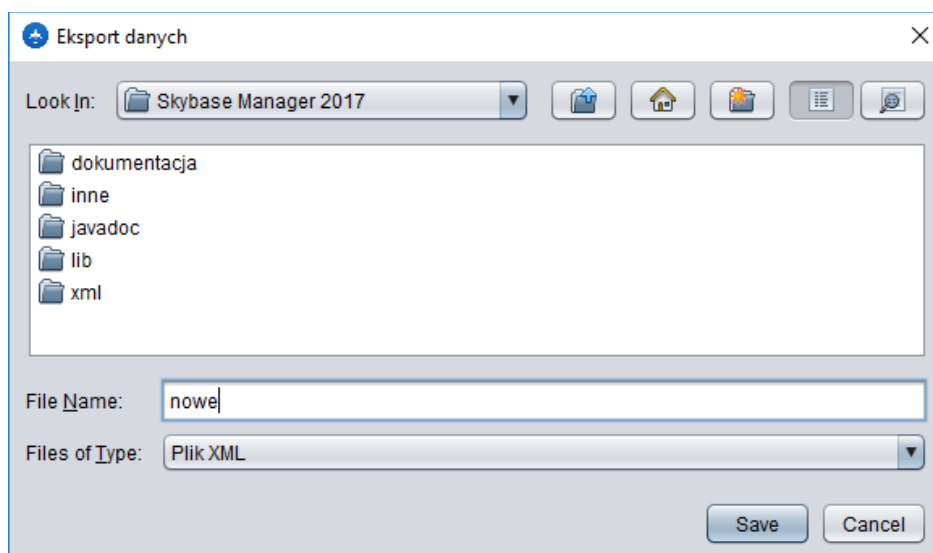 Eksport danych
Look In: Skybase Manager 2017
dokumentacja
inne
javadoc
lib
xml
File Name: nowe
Files of Type: Plik XML
Save Cancel